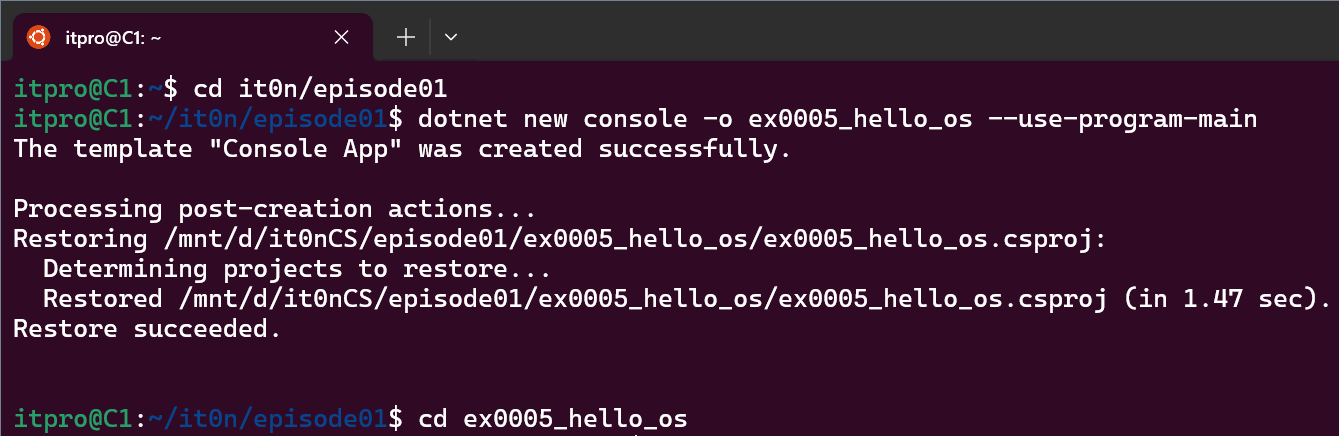 itpro@C1: ~
itpro@C1:~$ cd it0n/episode01
itpro@C1:~/it0n/episode01$ dotnet new console -o ex0005_hello_os --use-program-main
The template "Console App" was created successfully.
Processing post-creation actions...
Restoring /mnt/d/it0nCS/episode01/ex0005_hello_os/ex0005_hello_os.csproj:
  Determining projects to restore...
  Restored /mnt/d/it0nCS/episode01/ex0005_hello_os/ex0005_hello_os.csproj (in 1.47 sec).
Restore succeeded.
itpro@C1:~/it0n/episode01$ cd ex0005_hello_os